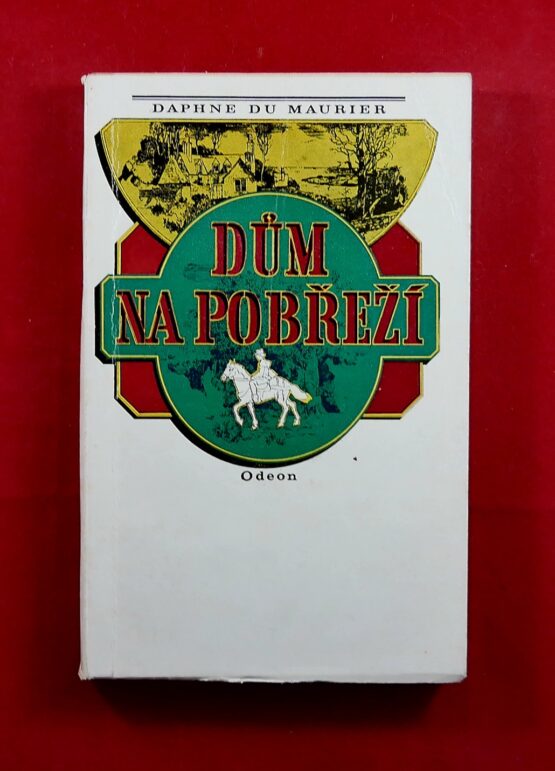 DAPHNE DU MAURIER
DŮM
NA POBŘEŽÍ
Odeon